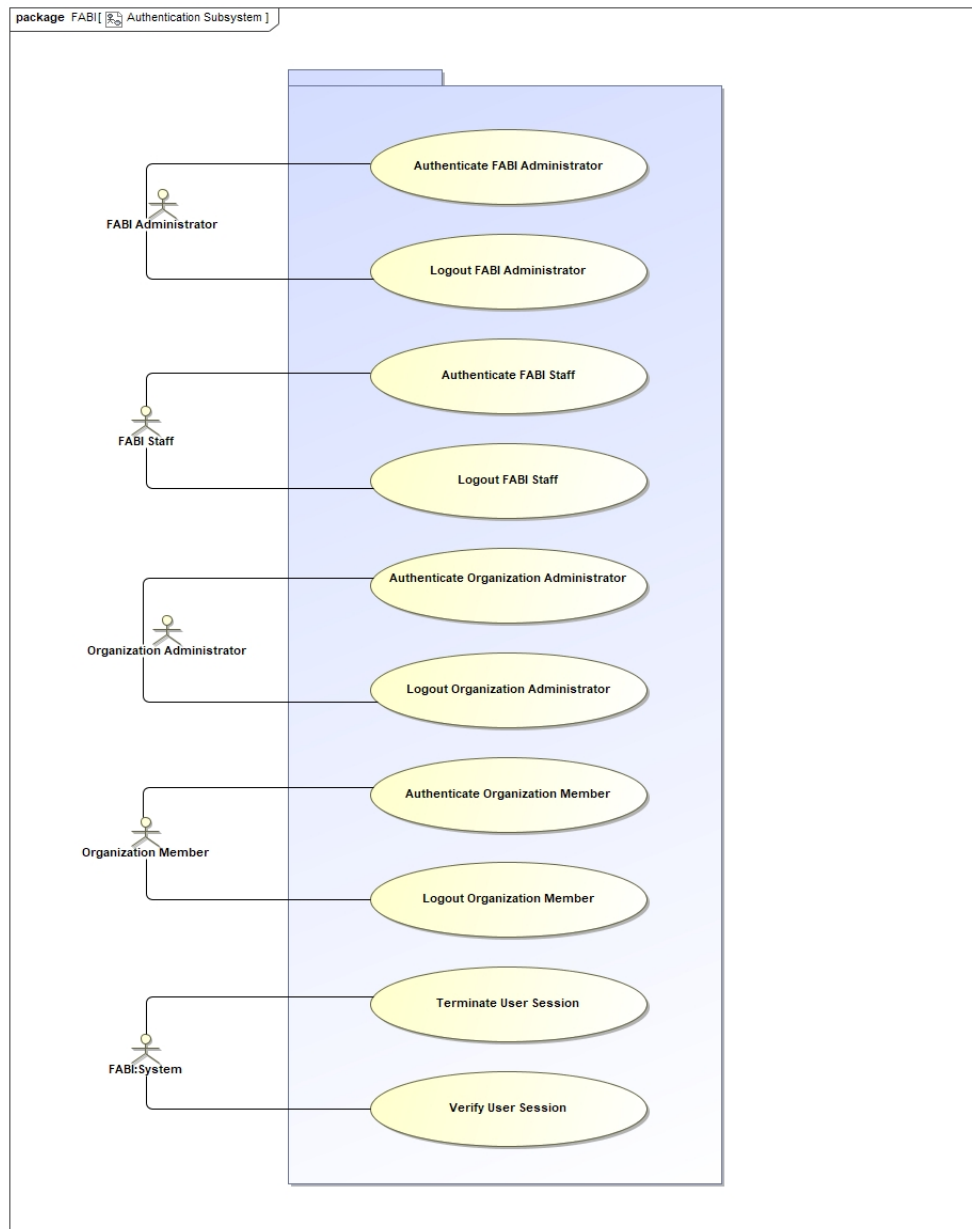 package FABI[ Authentication Subsystem ]
Authenticate FABI Administrator
FABI Administrator
Logout FABI Administrator
Authenticate FABI Staff
FABI Staff
Logout FABI Staff
Authenticate Organization Administrator
Organization Administrator
Logout Organization Administrator
Authenticate Organization Member
Organization Member
Logout Organization Member
Terminate User Session
FABI:System
Verify User Session